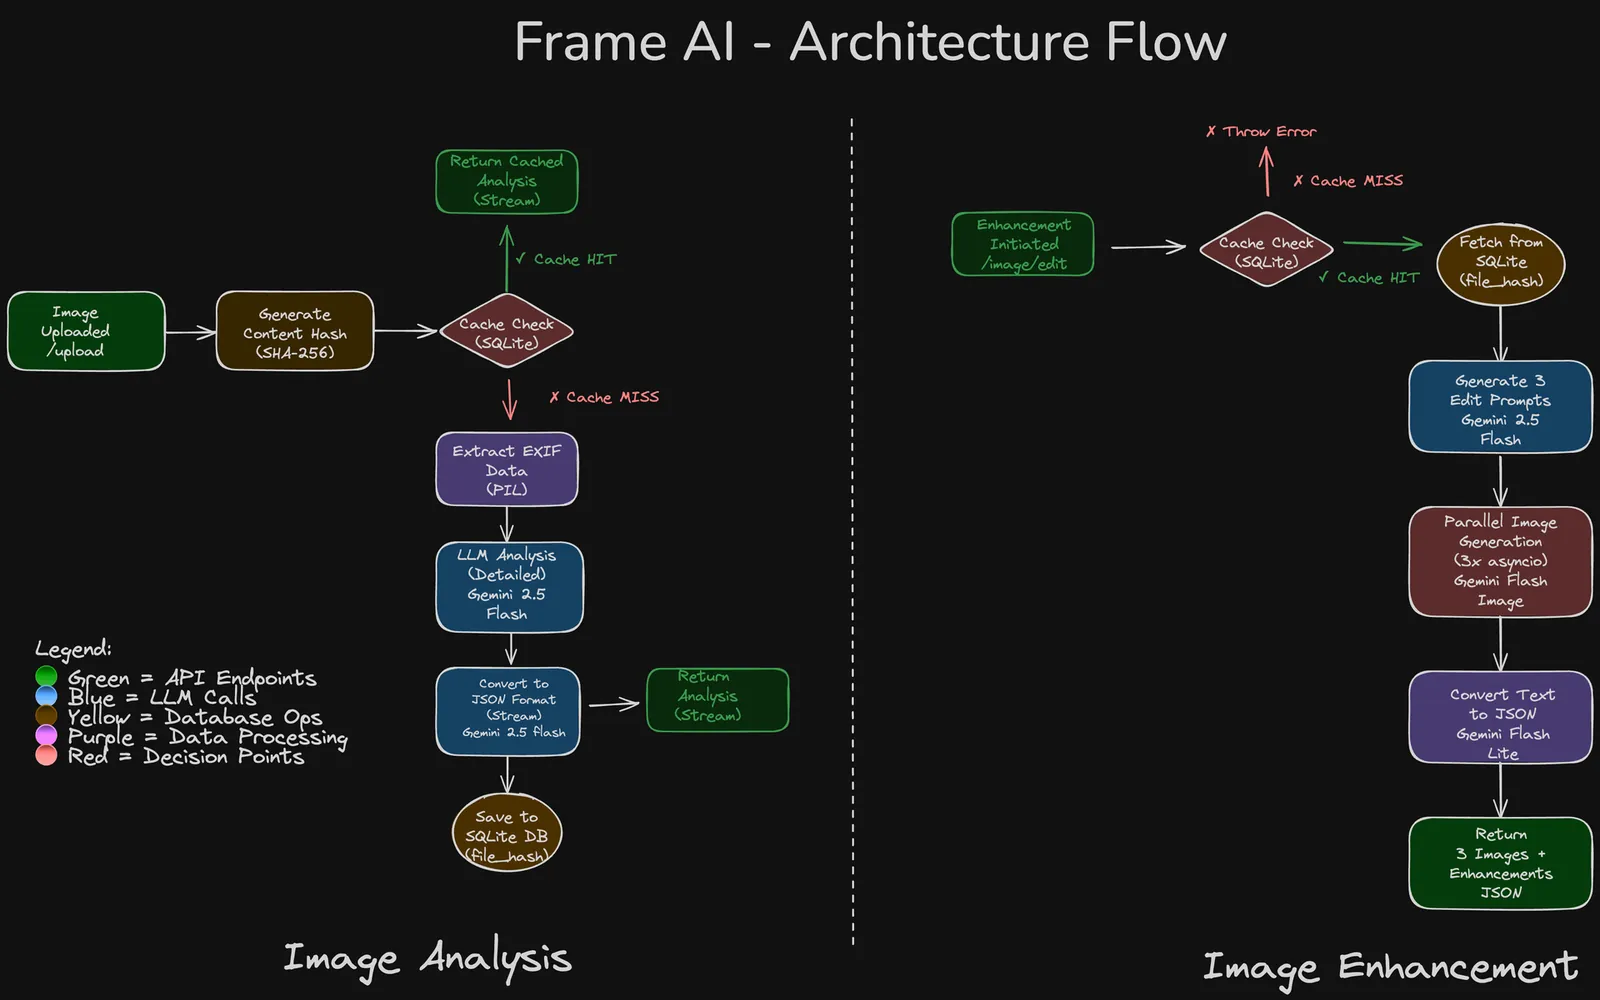 Frame AI - Architecture Flow
Return Cached
Analysis
(Stream)
✓ Cache HIT
Image
Uploaded
/upload
Generate
Content Hash
(SHA-256)
Cache Check
(SQLite)
✗ Cache MISS
Extract EXIF
Data
(PIL)
LLM Analysis
(Detailed)
Gemini 2.5
Flash
Convert to
JSON Format
(Stream)
Gemini 2.5 flash
Return
Analysis
(Stream)
Save to
SQLite DB
(file_hash)
Legend:
Green = API Endpoints
Blue = LLM Calls
Yellow = Database Ops
Purple = Data Processing
Red = Decision Points
Image Analysis
✗ Throw Error
✗ Cache MISS
Enhancement
Initiated
/image/edit
Cache Check
(SQLite)
✓ Cache HIT
Fetch from
SQLite
(file_hash)
Generate 3
Edit Prompts
Gemini 2.5
Flash
Parallel Image
Generation
(3x asyncio)
Gemini Flash
Image
Convert Text
to JSON
Gemini Flash
Lite
Return
3 Images +
Enhancements
JSON
Image Enhancement